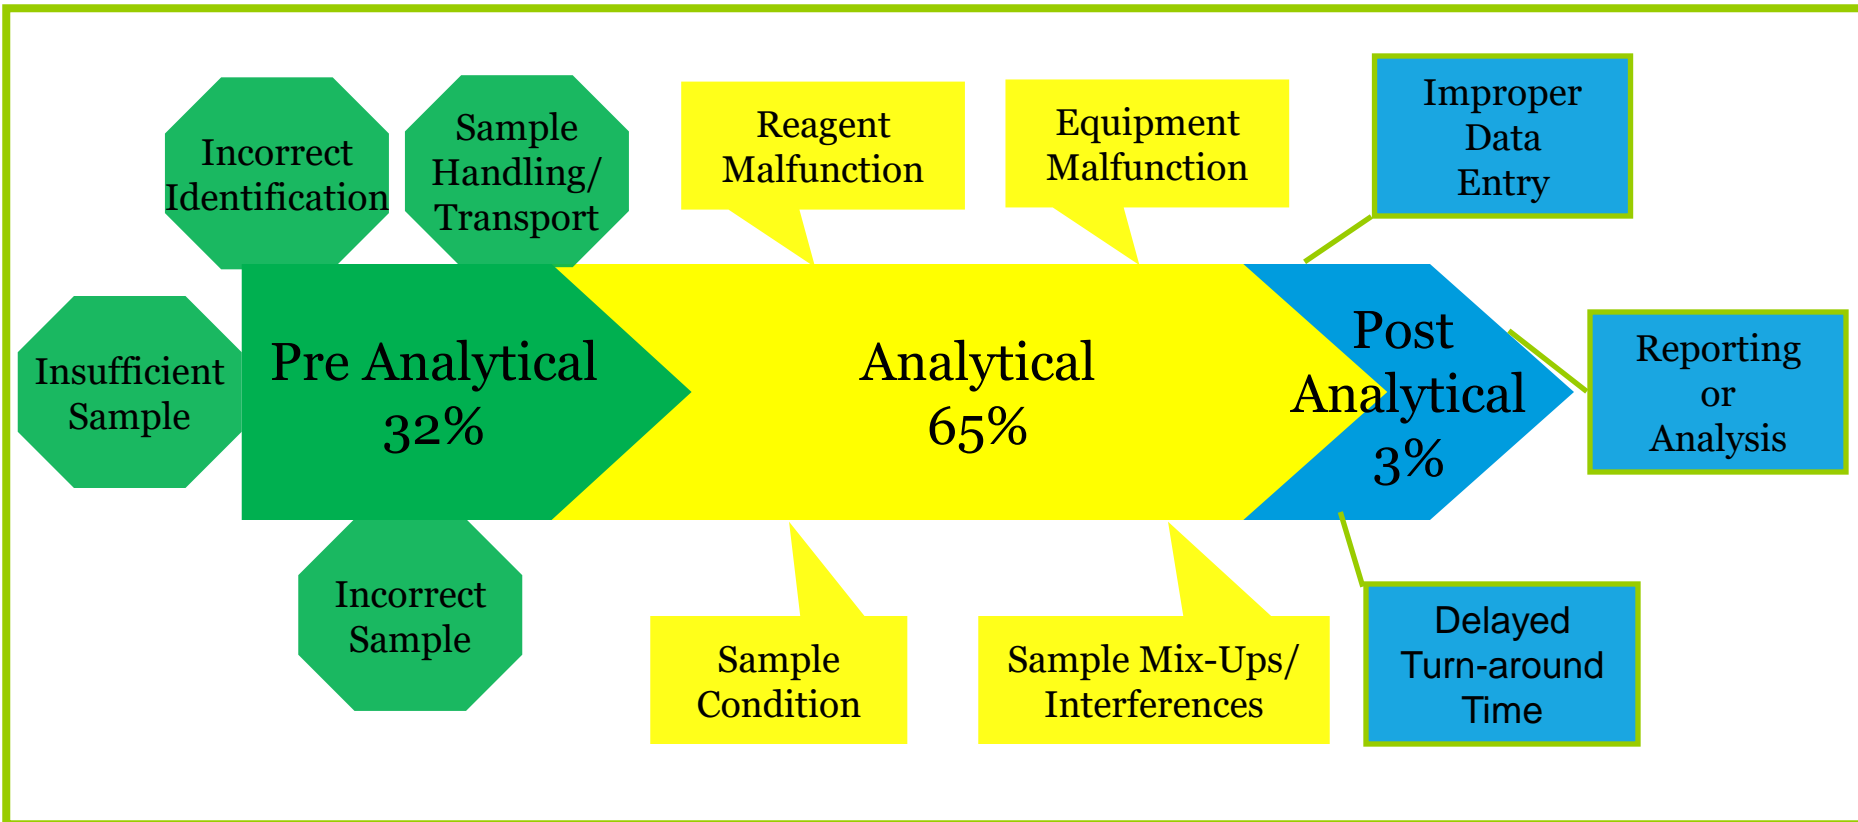 Incorrect
Identification
Sample
Handling/
Transport
Reagent
Malfunction
Equipment
Malfunction
Improper
Data
Entry
Insufficient
Sample
Pre Analytical
32%
Analytical
65%
Post
Analytical
3%
Reporting
or
Analysis
Incorrect
Sample
Sample
Condition
Sample Mix-Ups/
Interferences
Delayed
Turn-around
Time